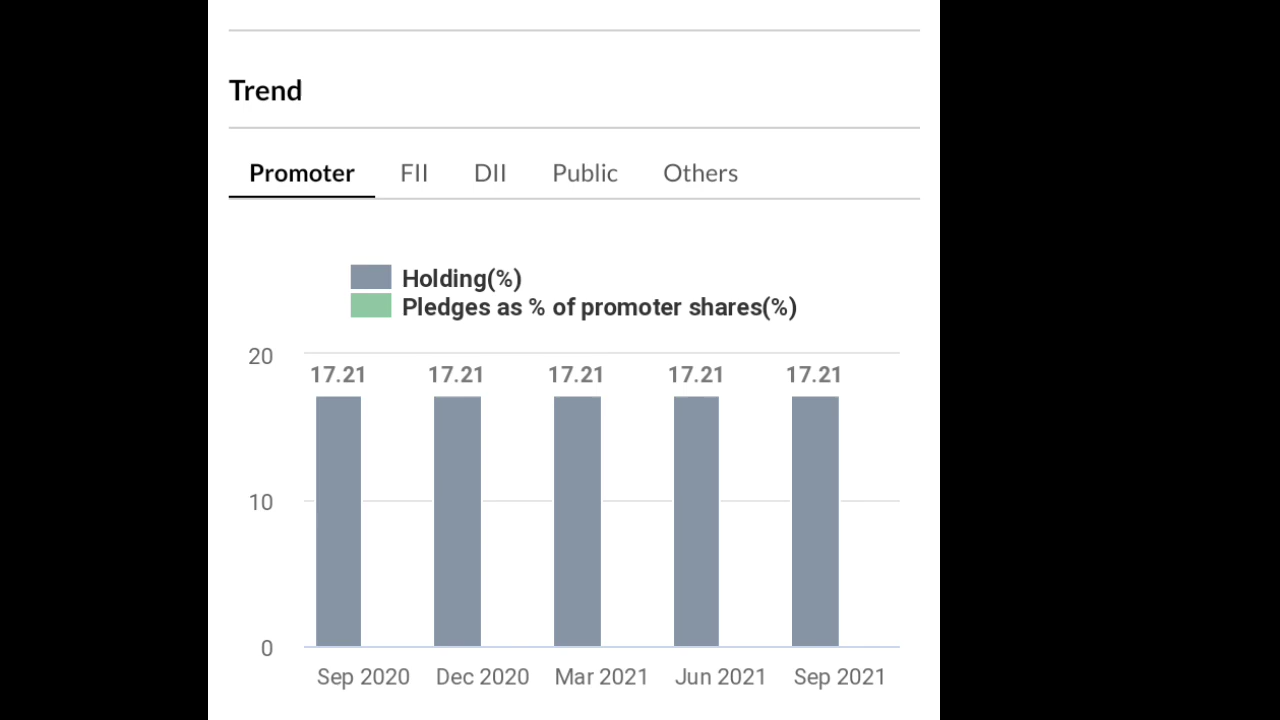 Trend
Promoter FII DII Public Others
Holding(%)
Pledges as % of promoter shares(%)
20
17.21 17.21 17.21 17.21 17.21
10
0
Sep 2020 Dec 2020 Mar 2021 Jun 2021 Sep 2021